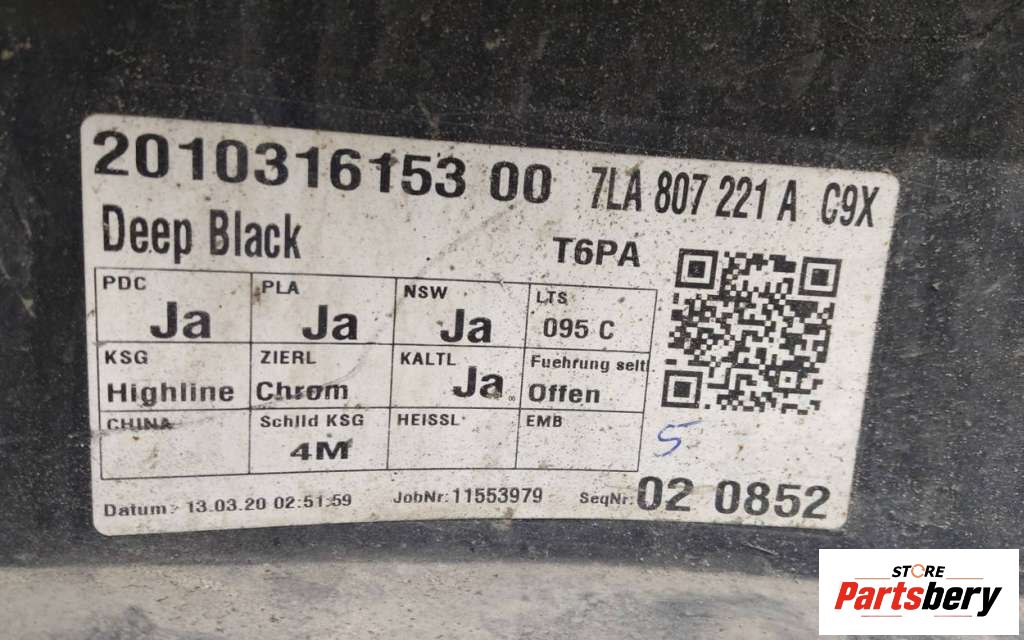 2010316153 00 7LA 807 221 A C9X
Deep Black T6PA
PDC PLA NSW LTS
Ja Ja Ja 095 C
KSG ZIERL KALTL Fuehrung seitl
Highline Chrom Ja Offen
CHINA Schild KSG HEISSL EMB
4M
5
Datum: 13.03.20 02:51:59 JobNr: 11553979 SeqNr: 02 0852
STORE
Partsbery